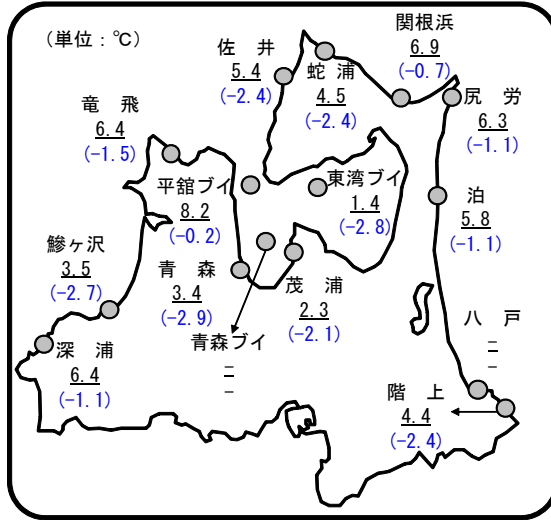 (単位：℃)
関根浜
6.9
(-0.7)
佐井
5.4
(-2.4)
蛇浦
4.5
(-2.4)
尻労
6.3
(-1.1)
竜飛
6.4
(-1.5)
平舘ブイ
8.2
(-0.2)
東湾ブイ
1.4
(-2.8)
泊
5.8
(-1.1)
鰺ヶ沢
3.5
(-2.7)
青森
3.4
(-2.9)
茂浦
2.3
(-2.1)
八戸
-
-
青森ブイ
-
-
深浦
6.4
(-1.1)
階上
4.4
(-2.4)